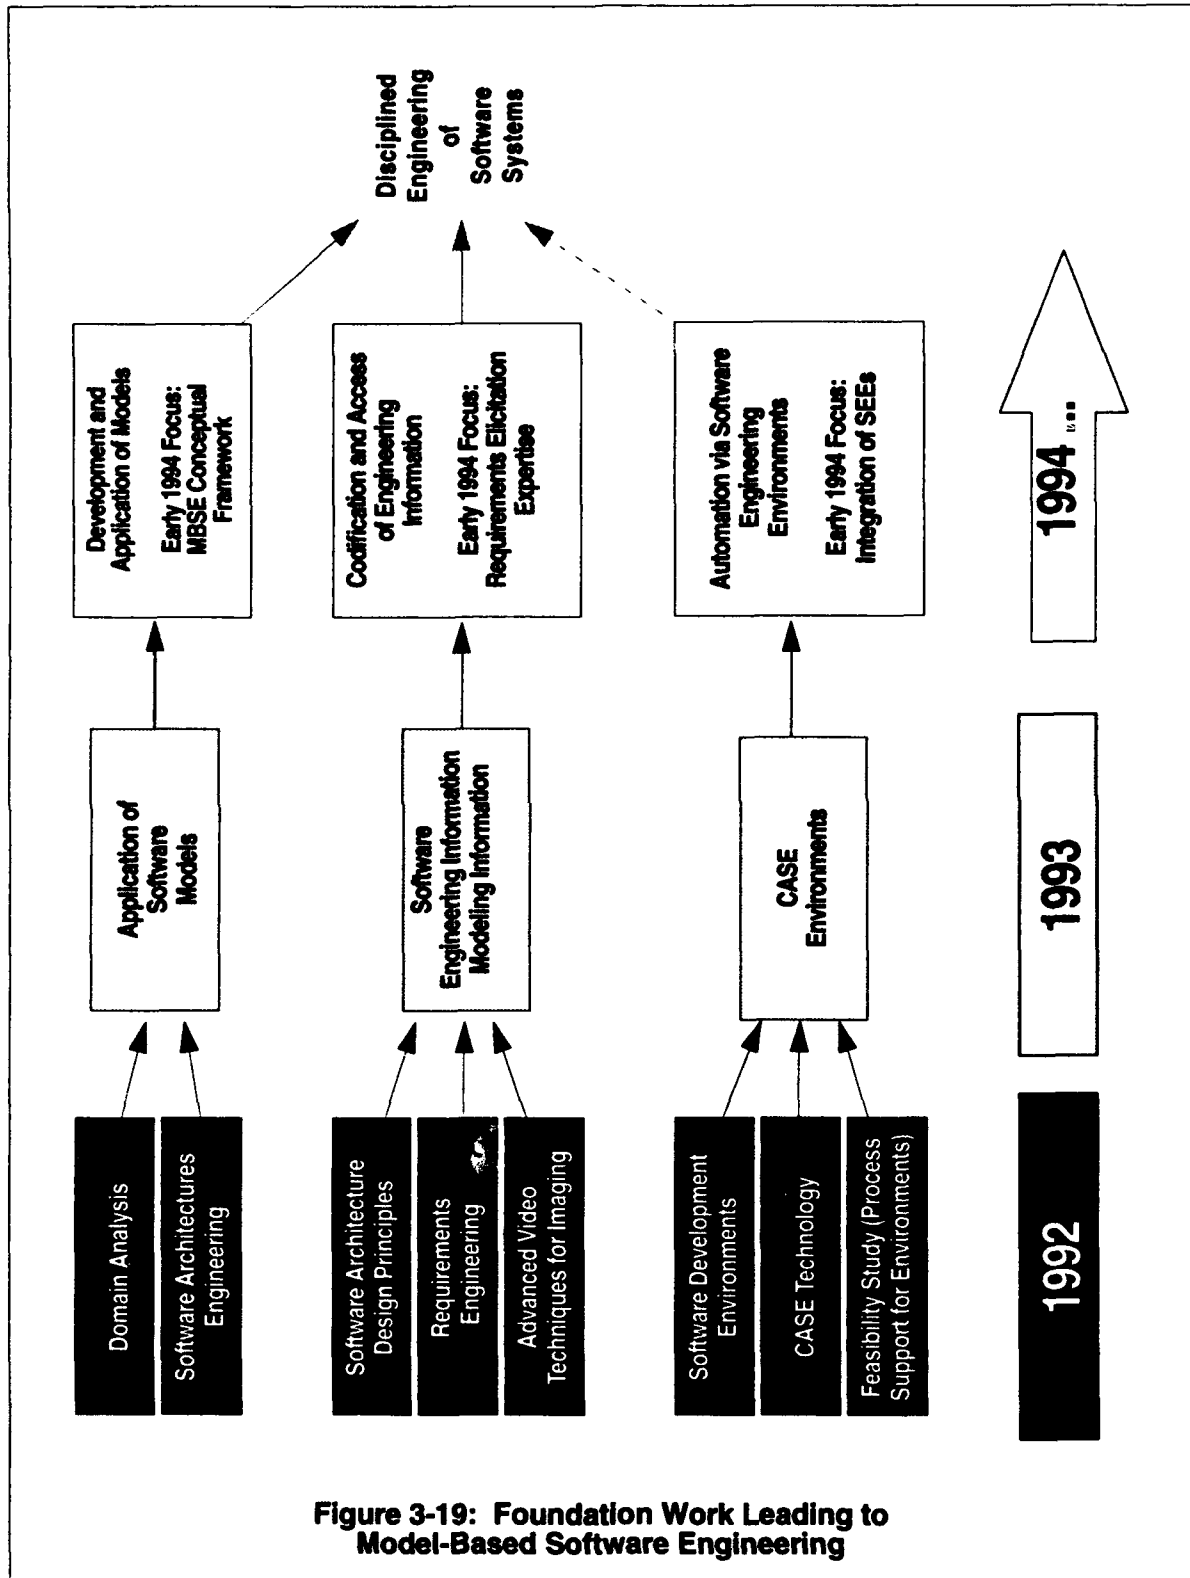 Domain Analysis
Software Architectures
Engineering
Software Architecture
Design Principles
Requirements
Engineering
Advanced Video
Techniques for Imaging
Software Development
Environments
CASE Technology
Feasibility Study (Process
Support for Environments)
1992
Application of
Software
Models
Software
Engineering Information
Modeling Information
CASE
Environments
1993
Development and
Application of Models
Early 1994 Focus:
MBSE Conceptual
Framework
Codification and Access
of Engineering
Information
Early 1994 Focus:
Requirements Elicitation
Expertise
Automation via Software
Engineering
Environments
Early 1994 Focus:
Integration of SEEs
1994...
Disciplined
Engineering
of
Software
Systems
Figure 3-19: Foundation Work Leading to
Model-Based Software Engineering